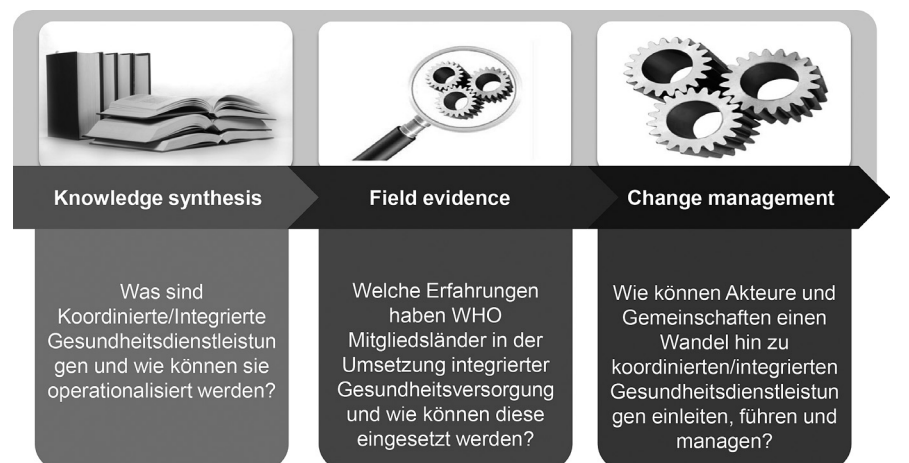 Knowledge synthesis
Field evidence
Change management
Was sind
Koordinierte/Integrierte
Gesundheitsdienstleistun
gen und wie können sie
operationalisiert werden?
Welche Erfahrungen
haben WHO
Mitgliedsländer in der
Umsetzung integrierter
Gesundheitsversorgung
und wie können diese
eingesetzt werden?
Wie können Akteure und
Gemeinschaften einen
Wandel hin zu
koordinierten/integrierten
Gesundheitsdienstleistun
gen einleiten, führen und
managen?